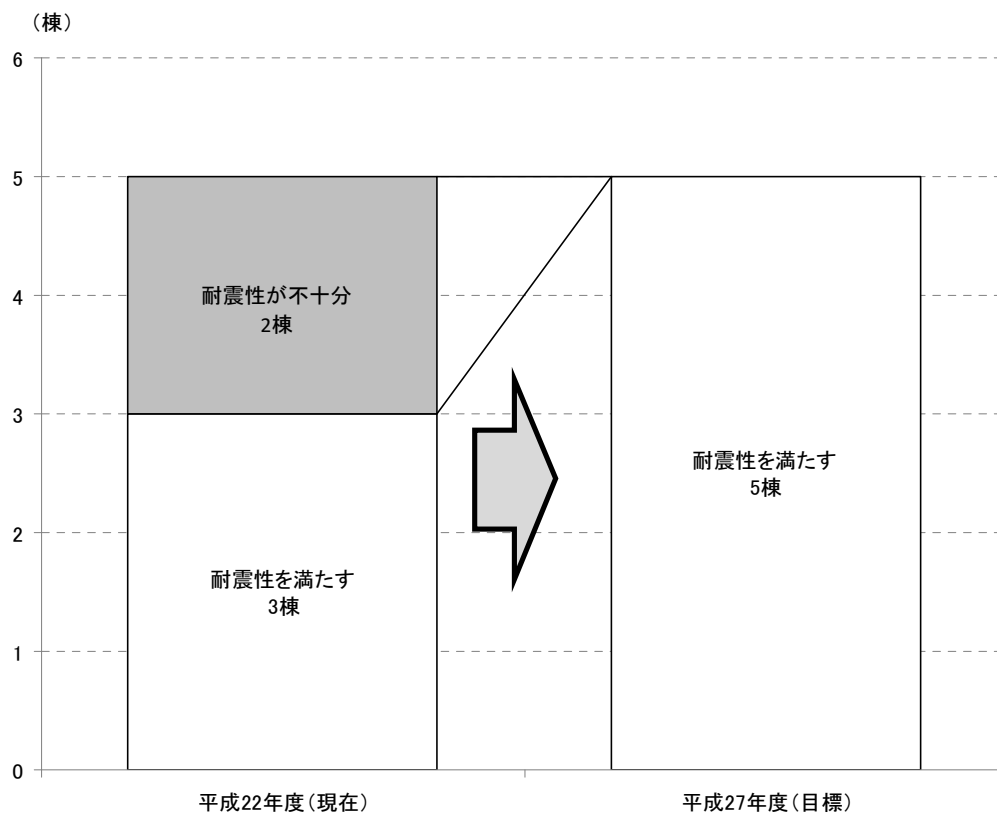 （棟）
6
5
4
3
2
1
0
耐震性が不十分
2棟
耐震性を満たす
3棟
耐震性を満たす
5棟
平成22年度（現在）
平成27年度（目標）